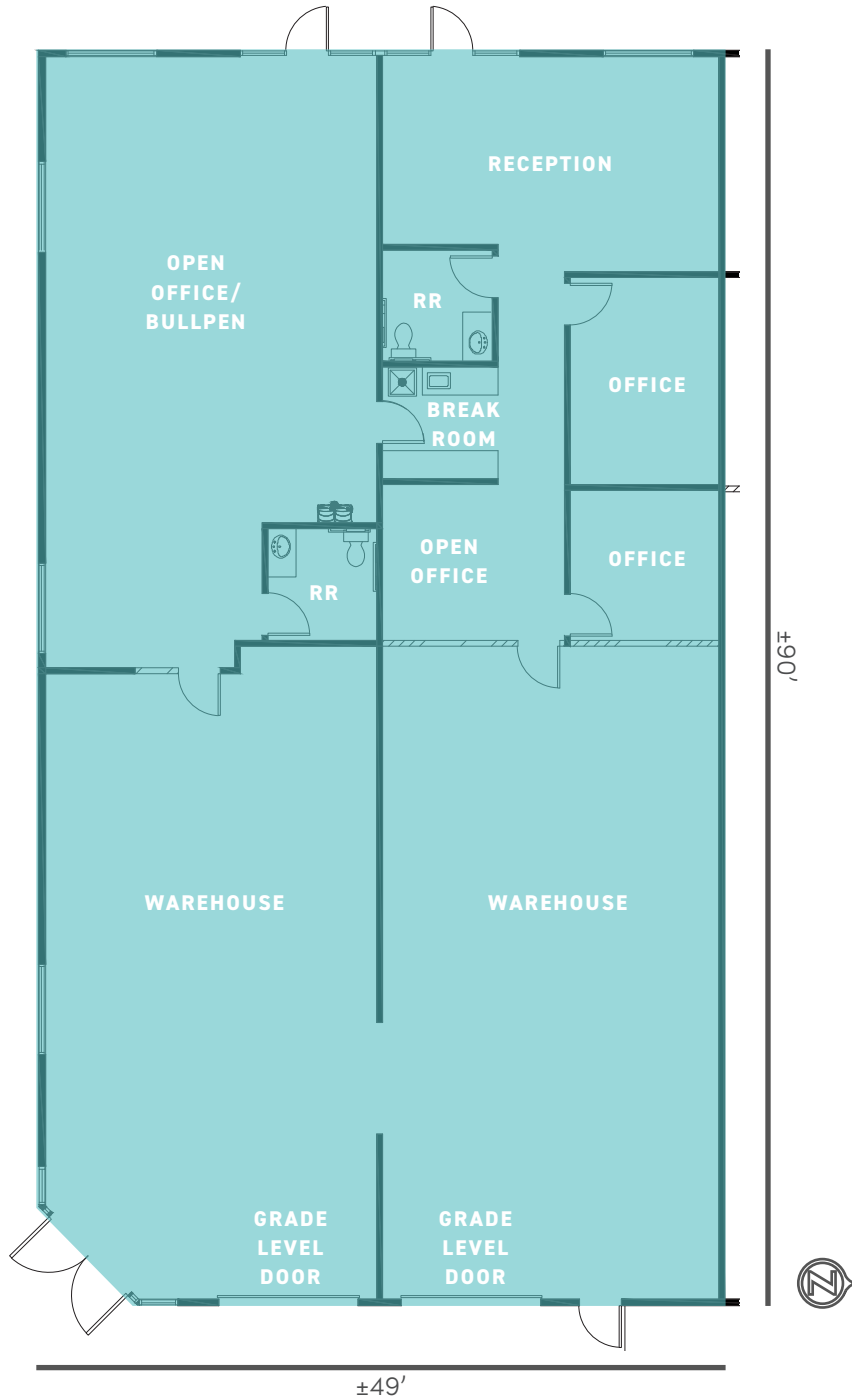 RECEPTION
OPEN
OFFICE/
BULLPEN
RR
OFFICE
BREAK
ROOM
OPEN
OFFICE
OFFICE
RR
±90'
WAREHOUSE
WAREHOUSE
GRADE
LEVEL
DOOR
GRADE
LEVEL
DOOR
N
±49'